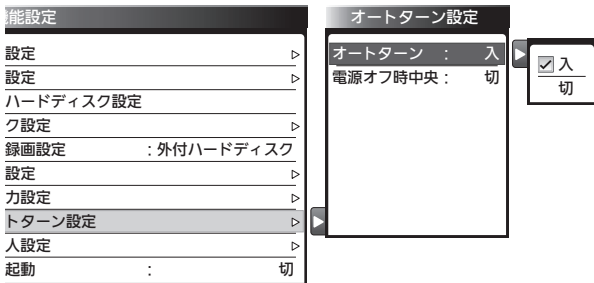 能設定
設定
設定
ハードディスク設定
ク設定
録画設定 : 外付ハードディスク
設定
力設定
トターン設定
人設定
起動 : 切
オートターン設定
オートターン : 入
電源オフ時中央 : 切
入
切